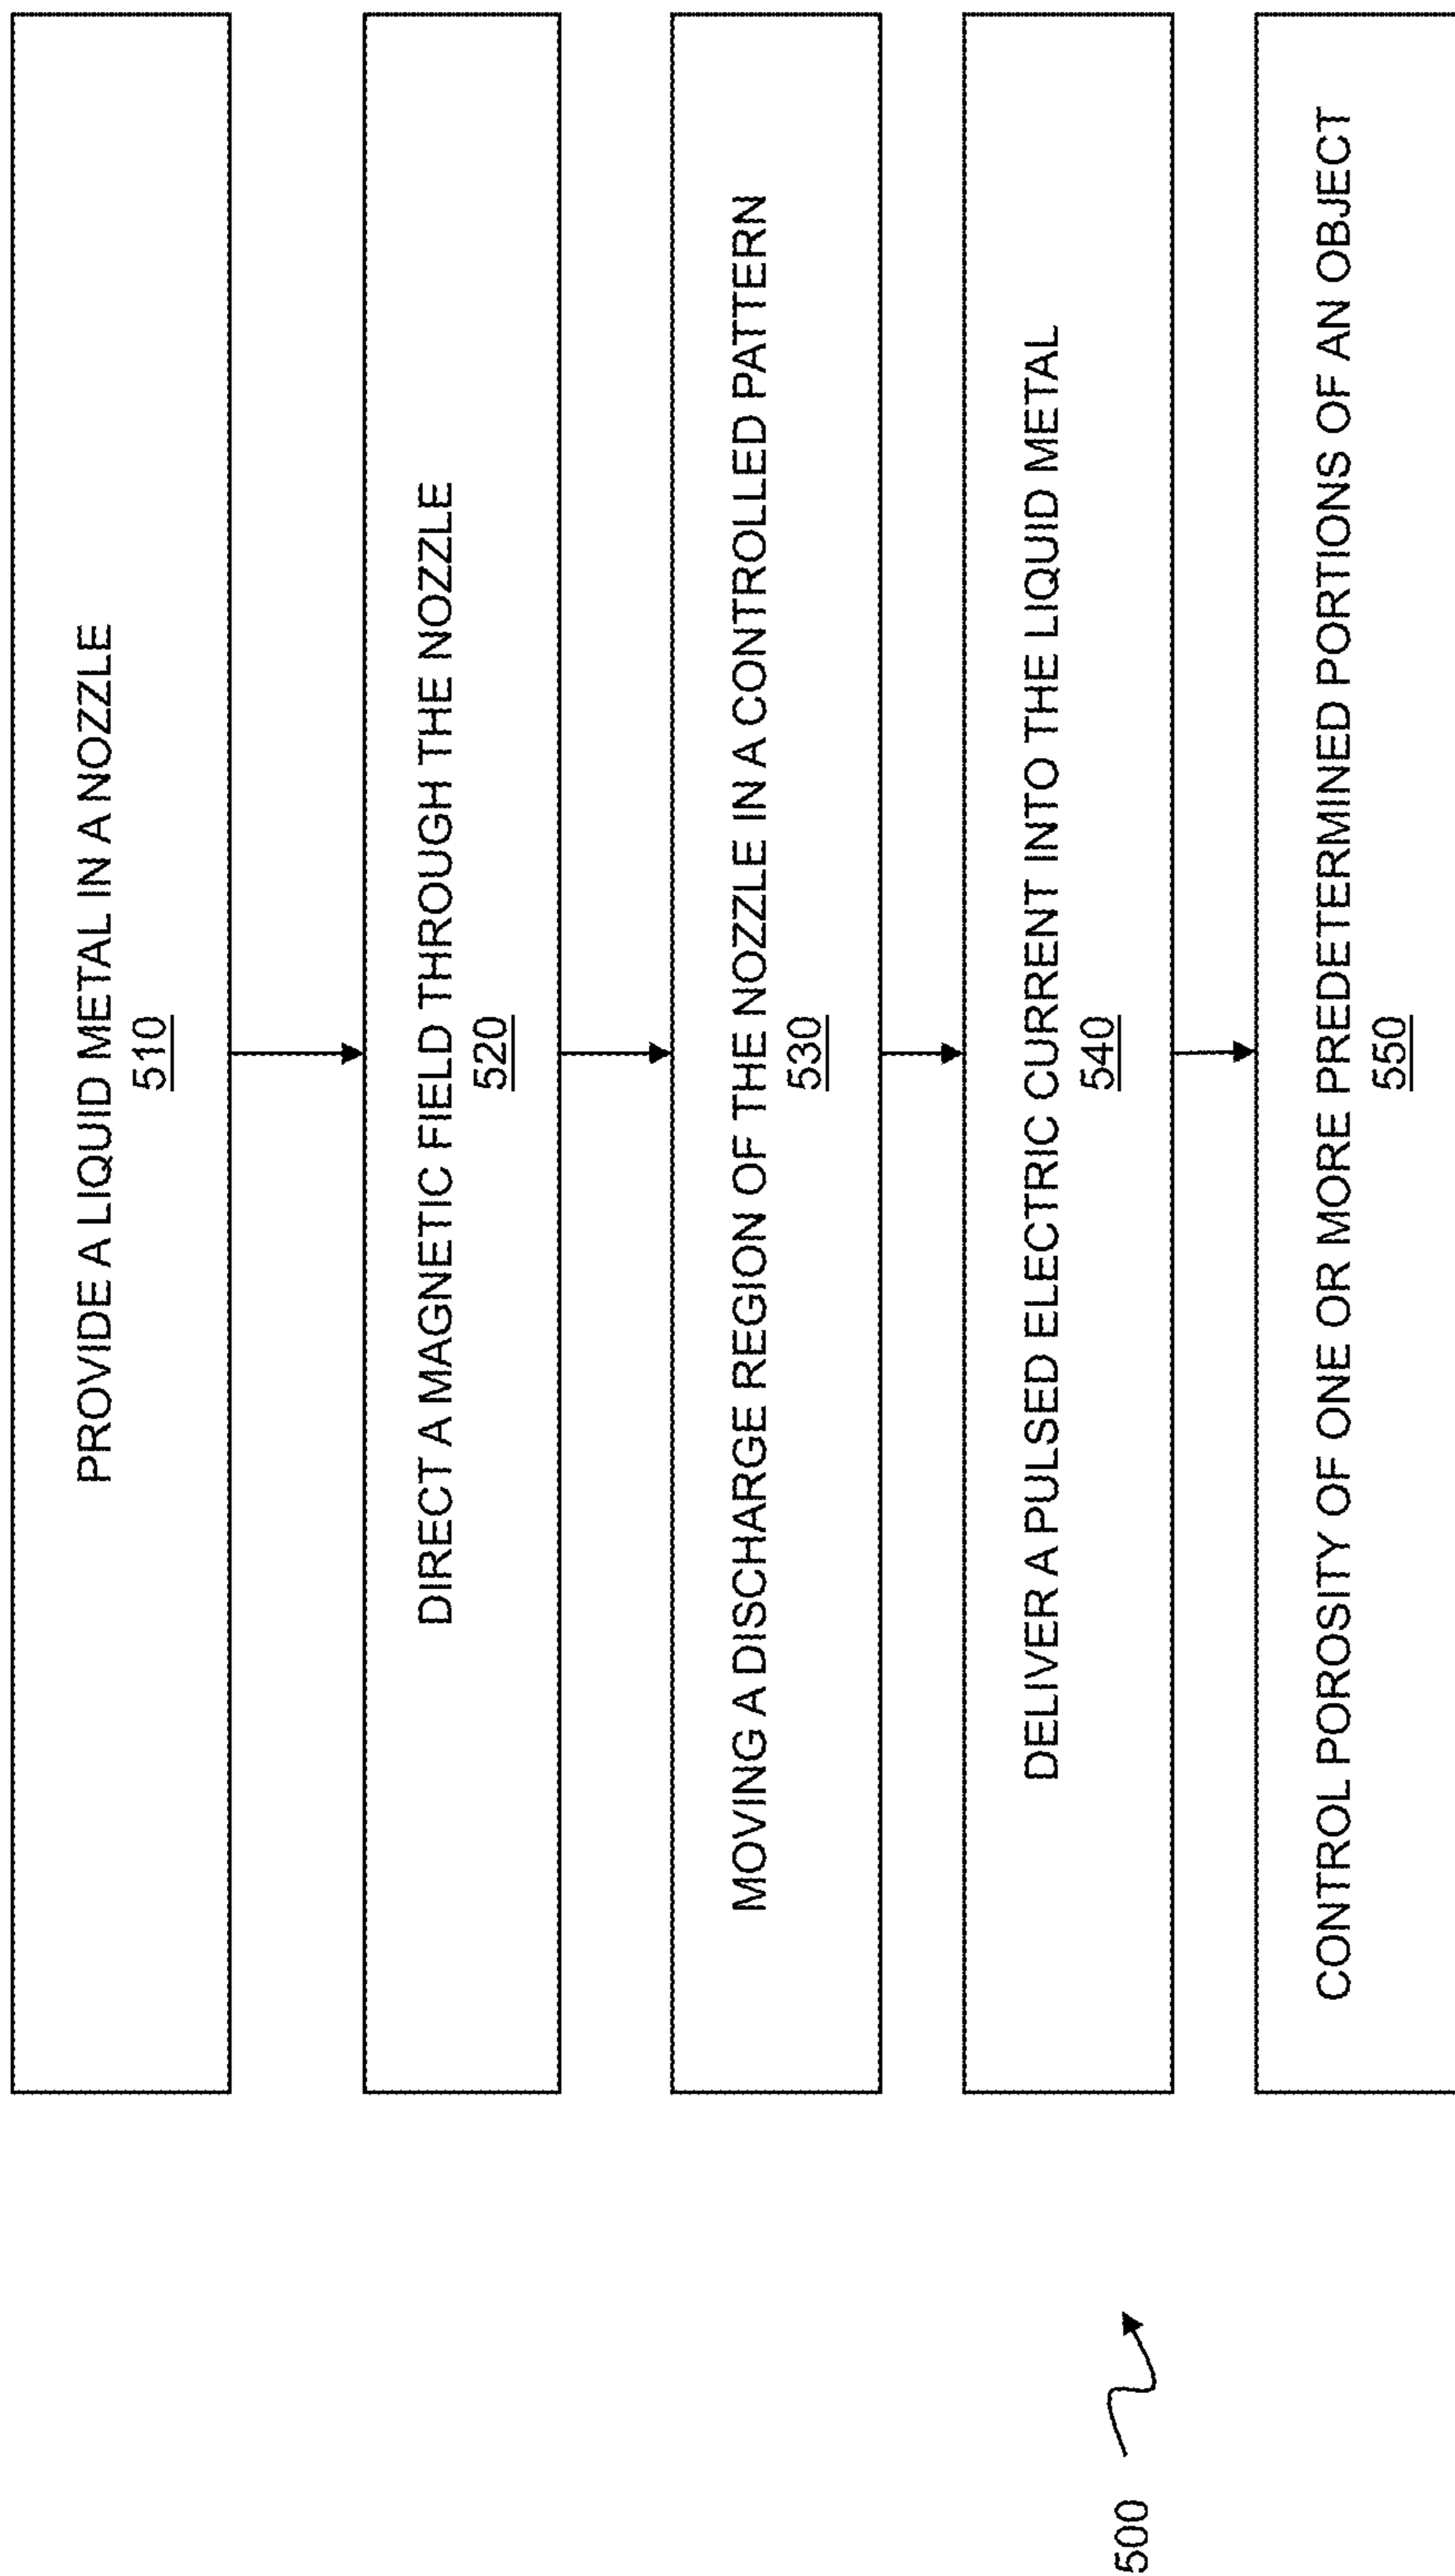 PROVIDE A LIQUID METAL IN A NOZZLE
510
DIRECT A MAGNETIC FIELD THROUGH THE NOZZLE
520
MOVING A DISCHARGE REGION OF THE NOZZLE IN A CONTROLLED PATTERN
530
DELIVER A PULSED ELECTRIC CURRENT INTO THE LIQUID METAL
540
CONTROL POROSITY OF ONE OR MORE PREDETERMINED PORTIONS OF AN OBJECT
550
500